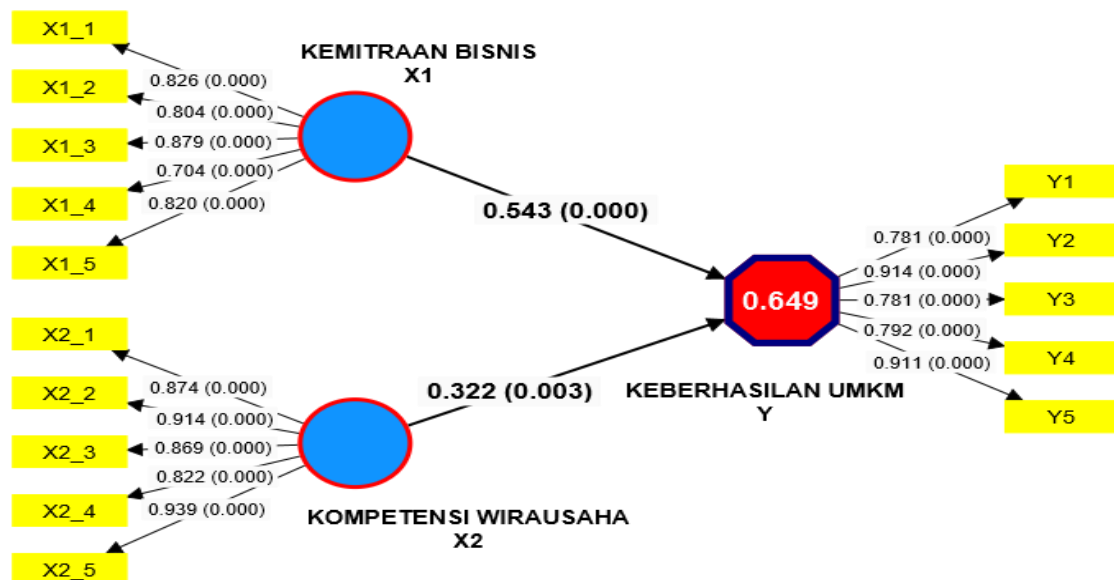 X1_1
X1_2
X1_3
X1_4
X1_5
0.826 (0.000)
0.804 (0.000)
0.879 (0.000)
0.704 (0.000)
0.820 (0.000)
KEMITRAAN BISNIS
X1
0.543 (0.000)
X2_1
X2_2
X2_3
X2_4
X2_5
0.874 (0.000)
0.914 (0.000)
0.869 (0.000)
0.822 (0.000)
0.939 (0.000)
KOMPETENSI WIRAUSAHA
X2
0.322 (0.003)
0.649
KEBERHASILAN UMKM
Y
0.781 (0.000)
0.914 (0.000)
0.781 (0.000)
0.792 (0.000)
0.911 (0.000)
Y1
Y2
Y3
Y4
Y5